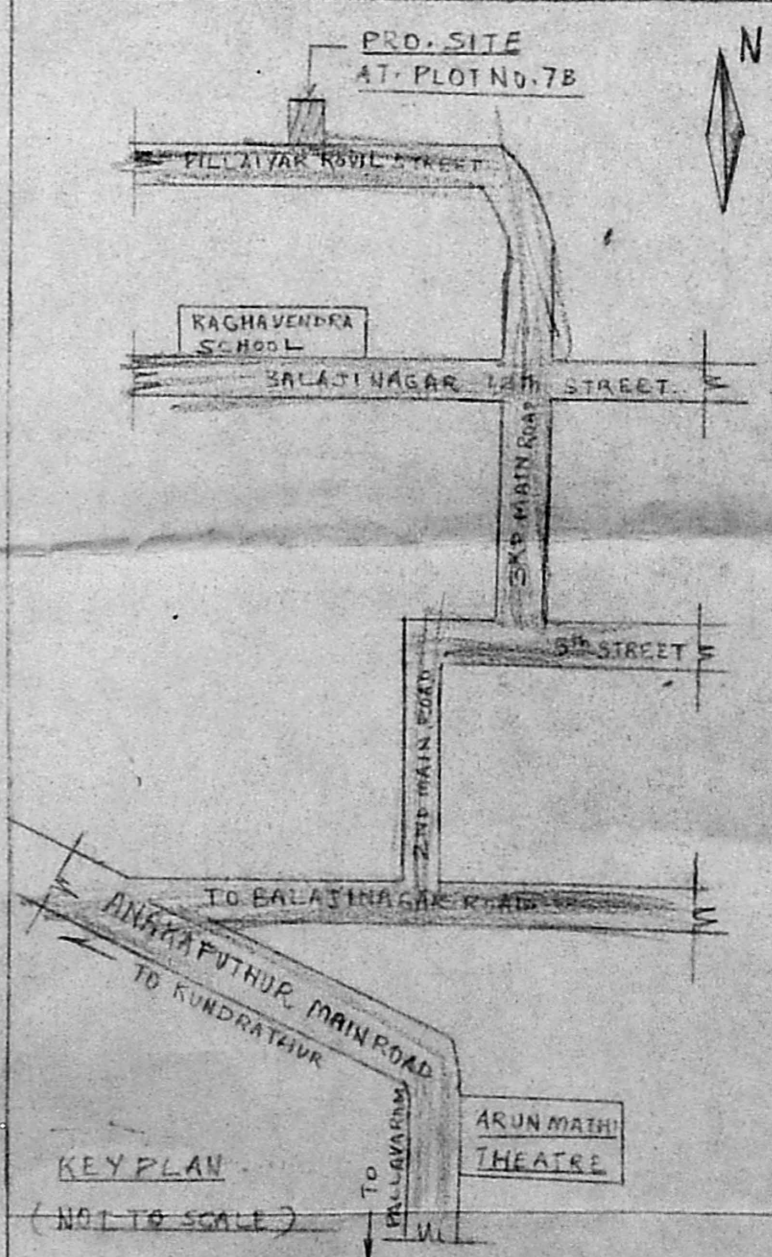 PRO. SITE
AT. PLOT NO. 7B
N
PILLAIYAR KOVIL STREET
RAGHAVENDRA
SCHOOL
BALAJI NAGAR STREET
3RD MAIN ROAD
5th STREET
2ND MAIN ROAD
TO BALAJINAGAR ROAD
ANAKAPUTHUR MAIN ROAD
TO KUNDRATHUR
ARUN MATHI
THEATRE
TO PALLAVARAM
KEY PLAN
(NOT TO SCALE)